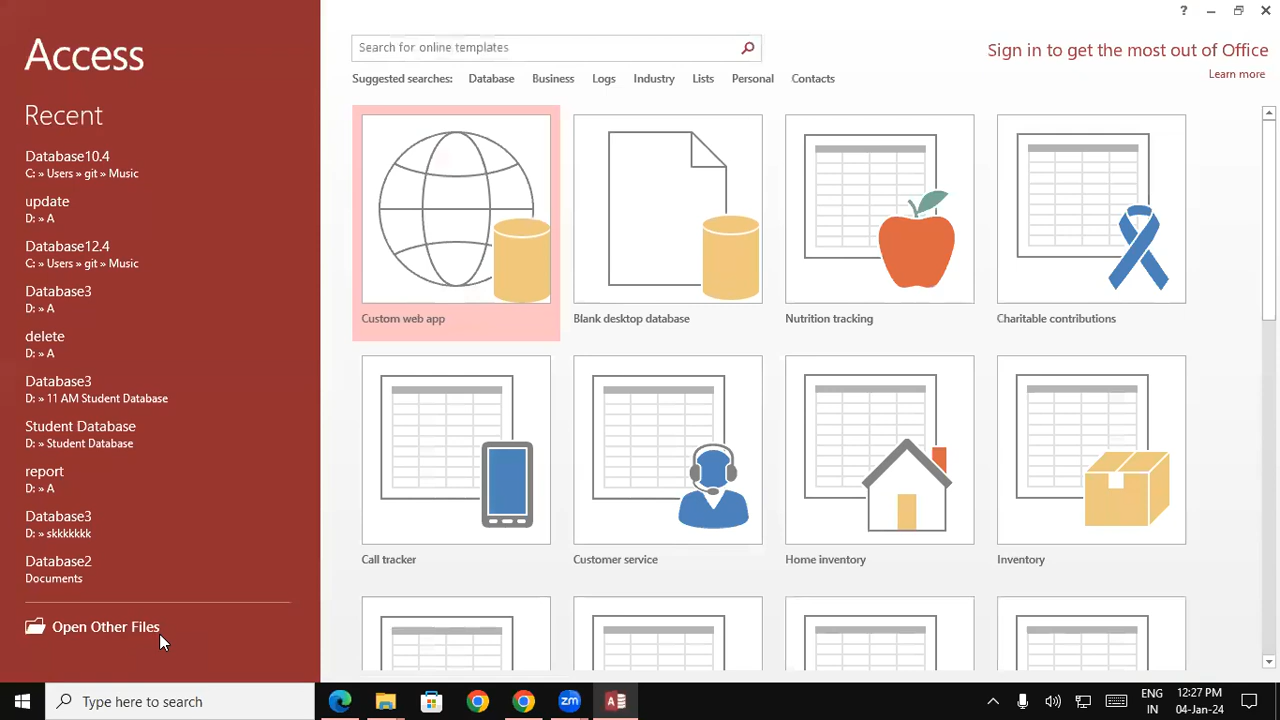 ?
Access
Search for online templates
Sign in to get the most out of Office
Suggested searches: Database Business Logs Industry Lists Personal Contacts
Learn more
Recent
Database10.4
C: » Users » git » Music
update
D: » A
Database12.4
C: » Users » git » Music
Database3
D: » A
delete
D: » A
Database3
D: » 11 AM Student Database
Student Database
D: » Student Database
report
D: » A
Database3
D: » skkkkkkk
Database2
Documents
Open Other Files
Custom web app
Blank desktop database
Nutrition tracking
Charitable contributions
Call tracker
Customer service
Home inventory
Inventory
Type here to search
zm
ENG
IN
12:27 PM
04-Jan-24